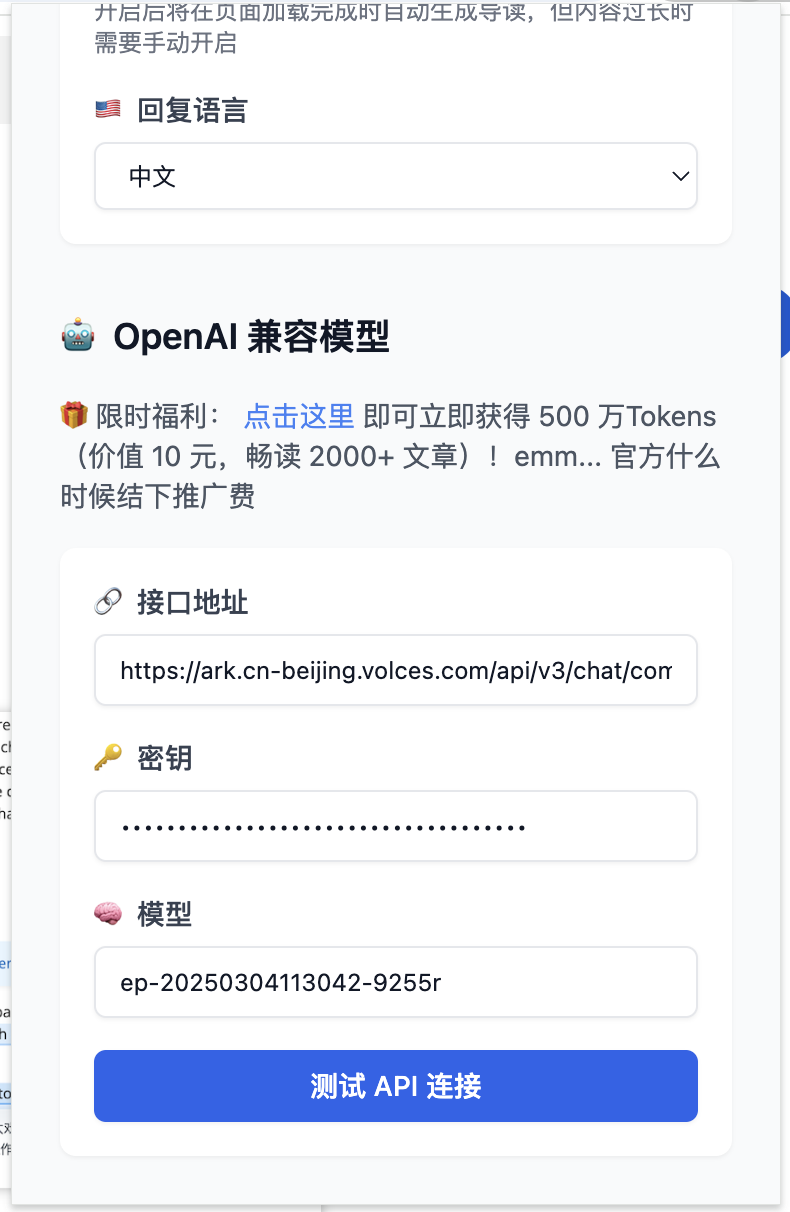 开启后将在页面加载完成时自动生成导读，但内容过长时
需要手动开启
回复语言
中文
OpenAI 兼容模型
限时福利： 点击这里 即可立即获得 500 万Tokens
（价值 10 元，畅读 2000+ 文章）！emm... 官方什么
时候结下推广费
接口地址
https://ark.cn-beijing.volces.com/api/v3/chat/com
密钥
模型
ep-20250304113042-9255r
测试 API 连接